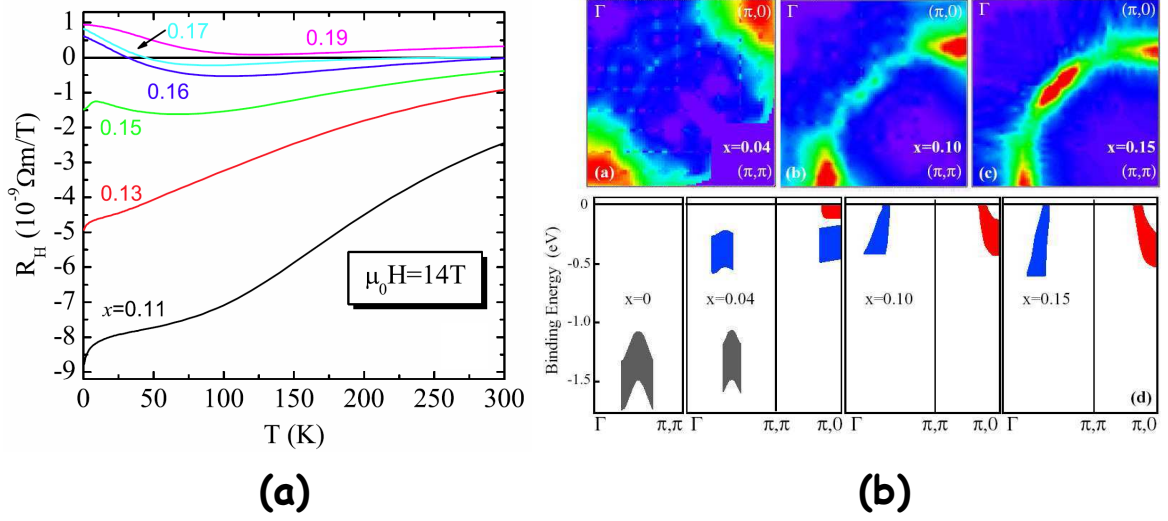 1
0
-1
-2
-3
-4
-5
-6
-7
-8
-9
R_H (10^-9 Ωm/T)
0.17
0.19
0.16
0.15
0.13
x=0.11
μ₀H=14T
0 50 100 150 200 250 300
T (K)
(a)
Γ (π,0)
x=0.04
(a) (π,π)
Γ (π,0)
x=0.10
(b) (π,π)
Γ (π,0)
x=0.15
(c) (π,π)
Binding Energy (eV)
0
-0.5
-1.0
-1.5
x=0 x=0.04 x=0.10 x=0.15
(d)
Γ π,π Γ π,π π,0 Γ π,π π,0 Γ π,π π,0
(b)